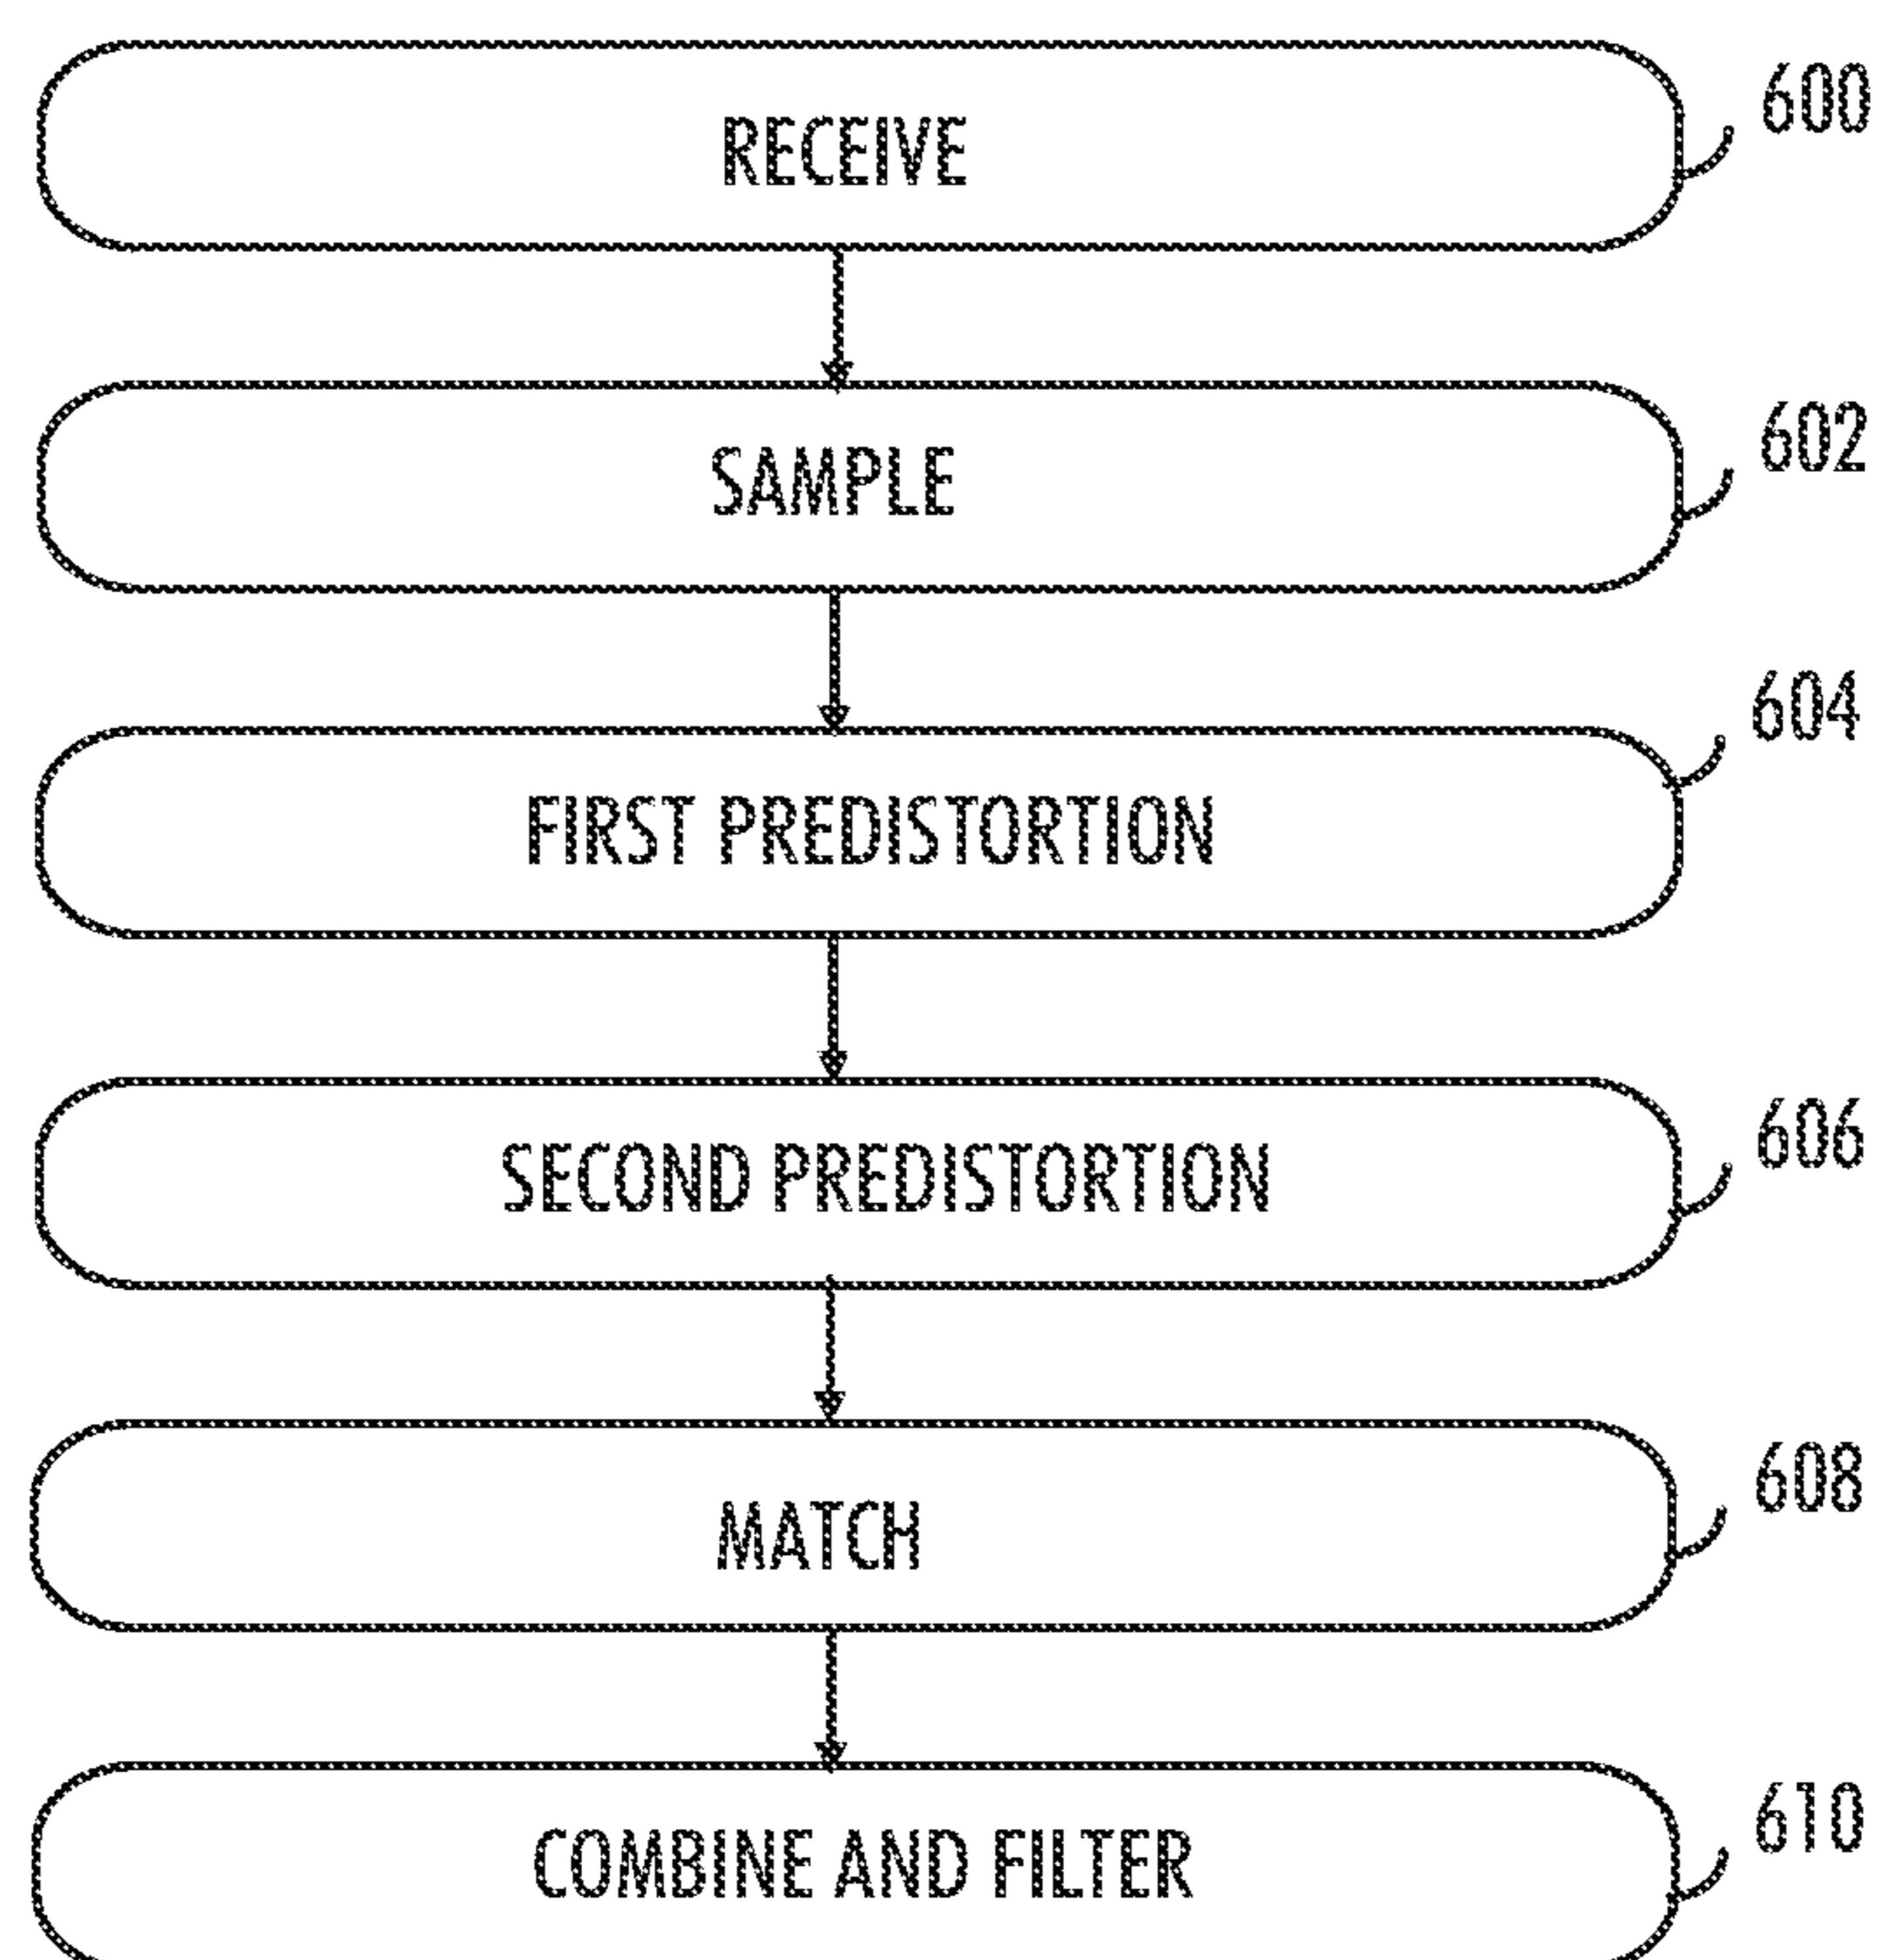 RECEIVE
600
SAMPLE
602
604
FIRST PREDISTORTION
SECOND PREDISTORTION
606
MATCH
608
COMBINE AND FILTER
610